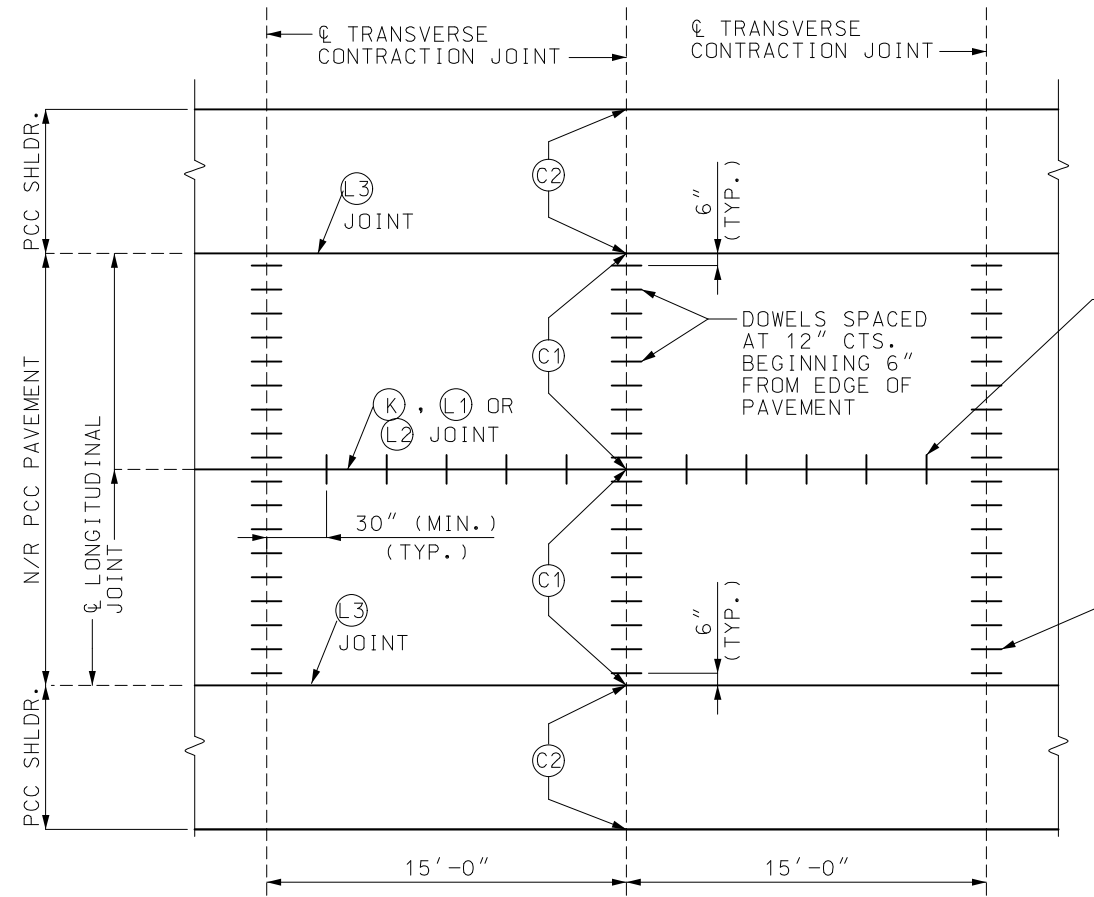 ℄ TRANSVERSE
CONTRACTION JOINT
℄ TRANSVERSE
CONTRACTION JOINT
PCC SHLDR.
C2
L3
JOINT
6"
(TYP.)
DOWELS SPACED
AT 12" CTS.
BEGINNING 6"
FROM EDGE OF
PAVEMENT
C1
K , L1 OR
L2 JOINT
N/R PCC PAVEMENT
℄ LONGITUDINAL
JOINT
30" (MIN.)
(TYP.)
C1
L3
JOINT
6"
(TYP.)
PCC SHLDR.
C2
15'-0"
15'-0"